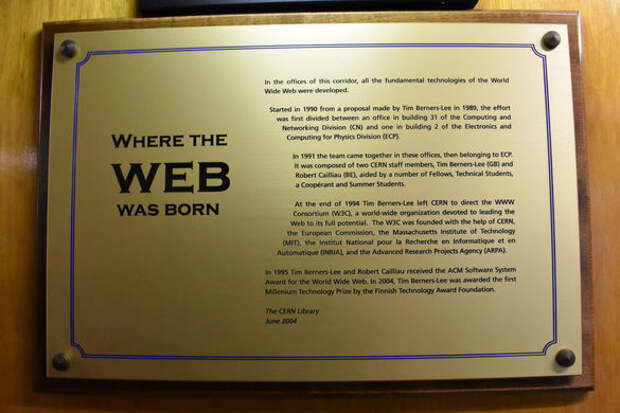 WHERE THE
WEB
WAS BORN
In the offices of this corridor, all the fundamental technologies of the World
Wide Web were developed.
Started in 1990 from a proposal made by Tim Berners-Lee in 1989, the effort
was first divided between an office in building 31 of the Computing and
Networking Division (CN) and one in building 2 of the Electronics and
Computing for Physics Division (ECP).
In 1991 the team came together in these offices, then belonging to ECP.
It was composed of two CERN staff members, Tim Berners-Lee (GB) and
Robert Cailliau (BE), aided by a number of Fellows, Technical Students,
a Coopérant and Summer Students.
At the end of 1994 Tim Berners-Lee left CERN to direct the WWW
Consortium (W3C), a world-wide organization devoted to leading the
Web to its full potential. The W3C was founded with the help of CERN,
the European Commission, the Massachusetts Institute of Technology
(MIT), the Institut National pour la Recherche en Informatique et en
Automatique (INRIA), and the Advanced Research Projects Agency (ARPA).
In 1995 Tim Berners-Lee and Robert Cailliau received the ACM Software System
Award for the World Wide Web. In 2004, Tim Berners-Lee was awarded the first
Millenium Technology Prize by the Finnish Technology Award Foundation.
The CERN Library
June 2004